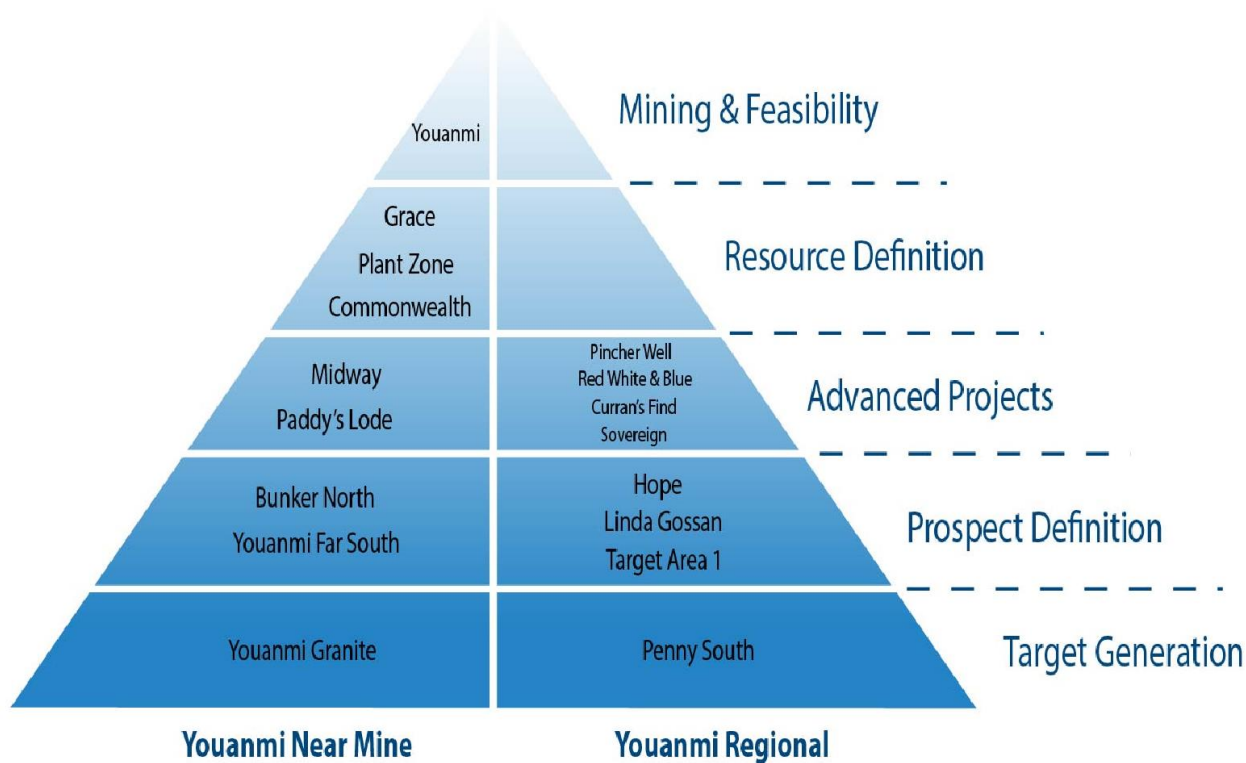 Mining & Feasibility
Youanmi
Resource Definition
Grace
Plant Zone
Commonwealth
Advanced Projects
Midway
Paddy's Lode
Pincher Well
Red White & Blue
Curran's Find
Sovereign
Prospect Definition
Bunker North
Youanmi Far South
Hope
Linda Gossan
Target Area 1
Target Generation
Youanmi Granite
Penny South
Youanmi Near Mine
Youanmi Regional